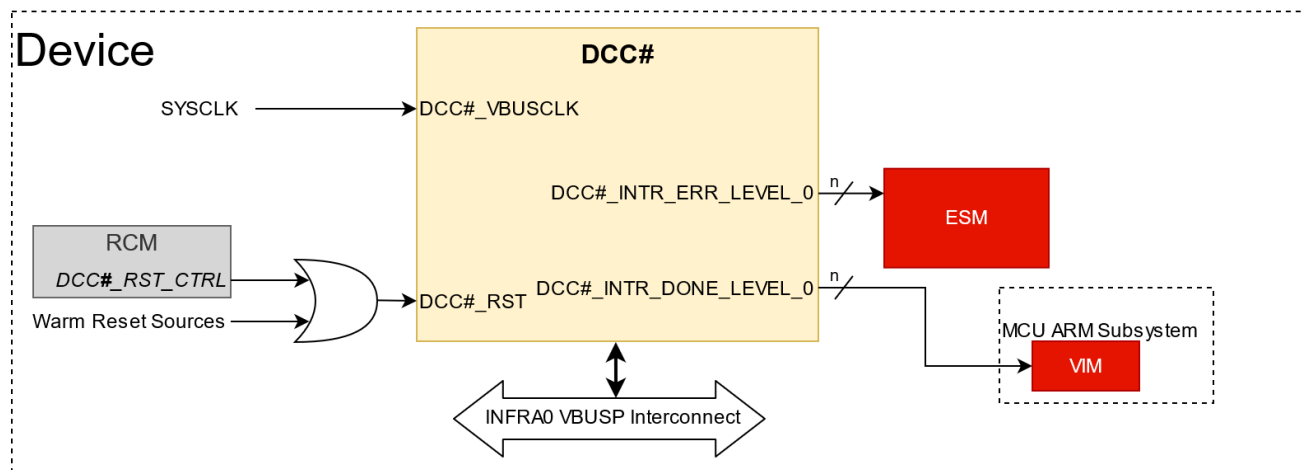 Device
DCC#
SYSCLK
DCC#_VBUSCLK
DCC#_INTR_ERR_LEVEL_0
n
ESM
RCM
DCC#_RST_CTRL
Warm Reset Sources
DCC#_RST
DCC#_INTR_DONE_LEVEL_0
n
MCU ARM Subsystem
VIM
INFRA0 VBUSP Interconnect